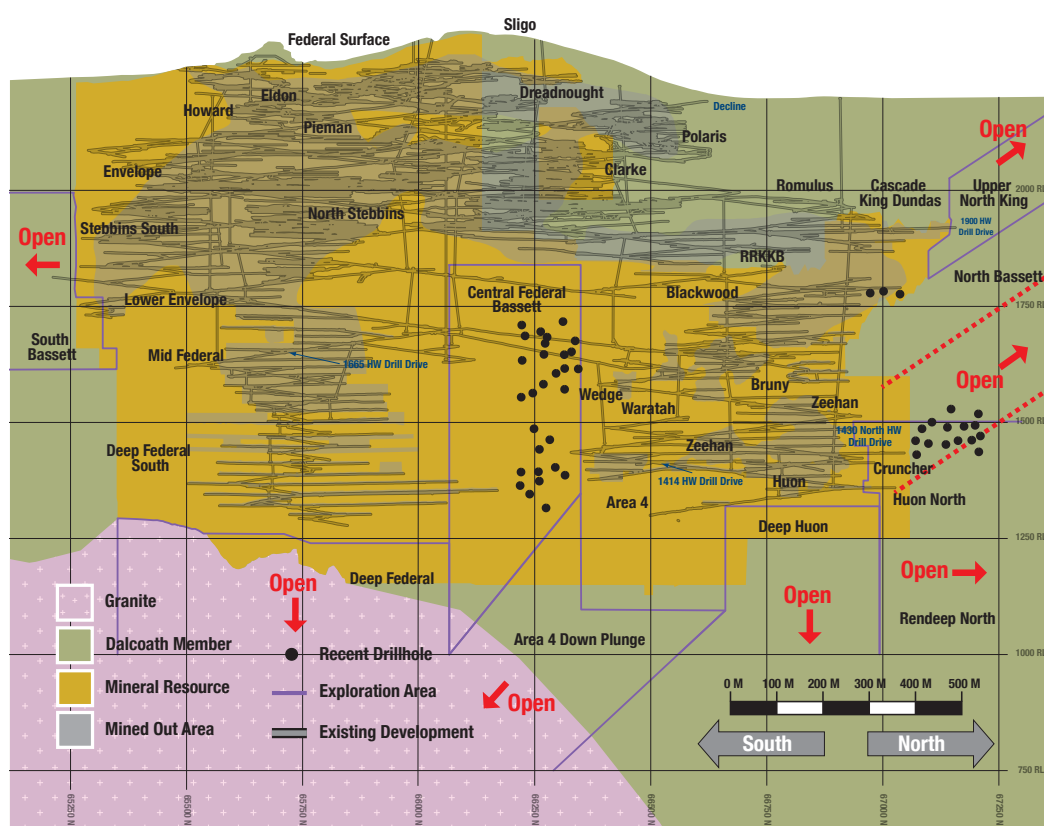 Sligo
Federal Surface
Eldon
Dreadnought
Decline
Howard
Pieman
Polaris
Open
Envelope
Clarke
Romulus
Cascade
King Dundas
Upper
North King
2000 RL
North Stebbins
Stebbins South
1900 HW
Drill Drive
Open
RRKKB
North Bassett
Lower Envelope
Central Federal
Bassett
Blackwood
1750 RL
South
Bassett
Mid Federal
1665 HW Drill Drive
Open
Bruny
Wedge
Waratah
Zeehan
1600 RL
1430 North HW
Drill Drive
Deep Federal
South
Zeehan
Cruncher
1414 HW Drill Drive
Huon
Huon North
Area 4
Deep Huon
1250 RL
Open
Deep Federal
Open
Open
Rendeep North
Area 4 Down Plunge
1000 RL
Open
Granite
Dalcoath Member
Mineral Resource
Mined Out Area
Recent Drillhole
Exploration Area
Existing Development
0 M 100 M 200 M 300 M 400 M 500 M
South
North
750 RL
65250 N
65500 N
65750 N
66000 N
66250 N
66500 N
66750 N
67000 N
67250 N